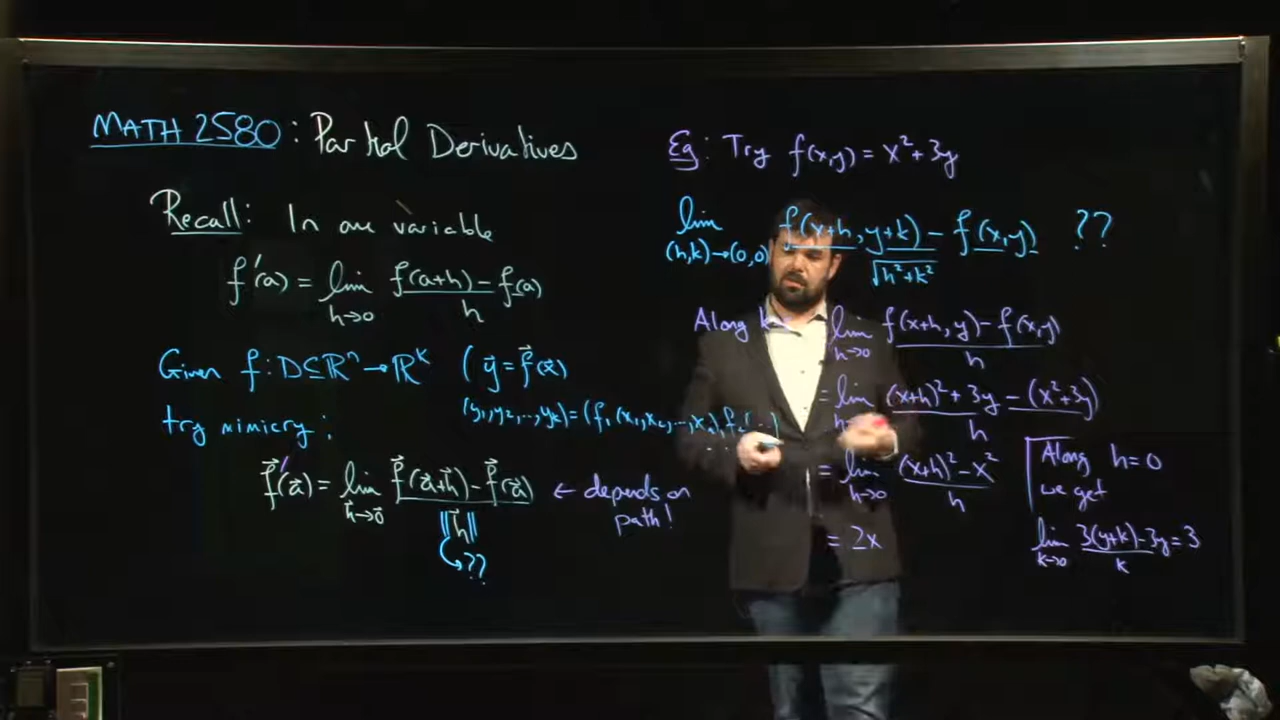 MATH 2580: Partial Derivatives
Recall: In one variable
f'(a) = lim h→0 f(a+h) - f(a) / h
Given f: D⊆ℝⁿ → ℝᵏ (y⃗ = f⃗(x⃗)
(y₁, y₂, ..., yₖ) = (f₁(x₁, x₂, ..., xₙ), f₂(...)
try mimicry:
f⃗'(a⃗) = lim h⃗→0⃗ f⃗(a⃗+h⃗) - f⃗(a⃗) / ‖h⃗‖ ← depends on
path!
??
Eg: Try f(x,y) = x² + 3y
lim (h,k)→(0,0) f(x+h, y+k) - f(x,y) / √h²+k² ??
Along k lim h→0 f(x+h, y) - f(x,y) / h
= lim h→0 (x+h)² + 3y - (x²+3y) / h
= lim h→0 (x+h)² - x² / h
= 2x
Along h=0
we get
lim k→0 3(y+k) - 3y / k = 3